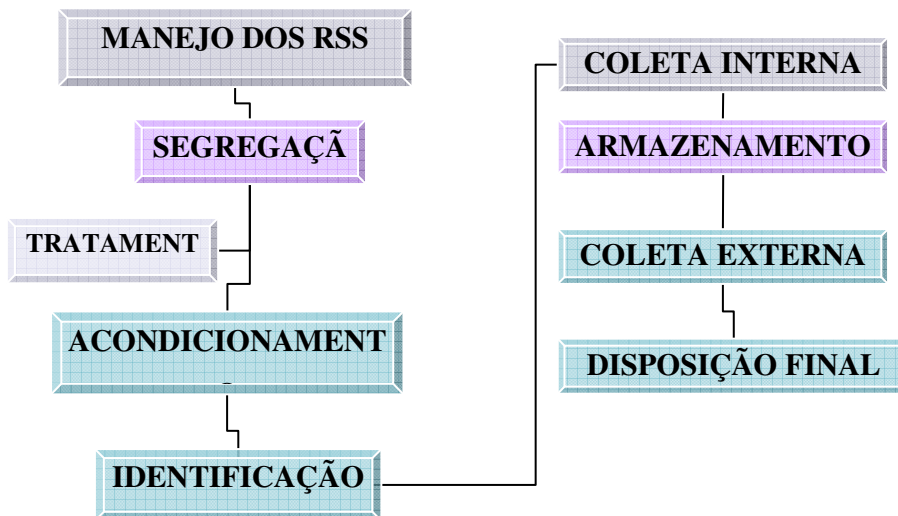 MANEJO DOS RSS
SEGREGAÇÃ
TRATAMENT
ACONDICIONAMENT
IDENTIFICAÇÃO
COLETA INTERNA
ARMAZENAMENTO
COLETA EXTERNA
DISPOSIÇÃO FINAL